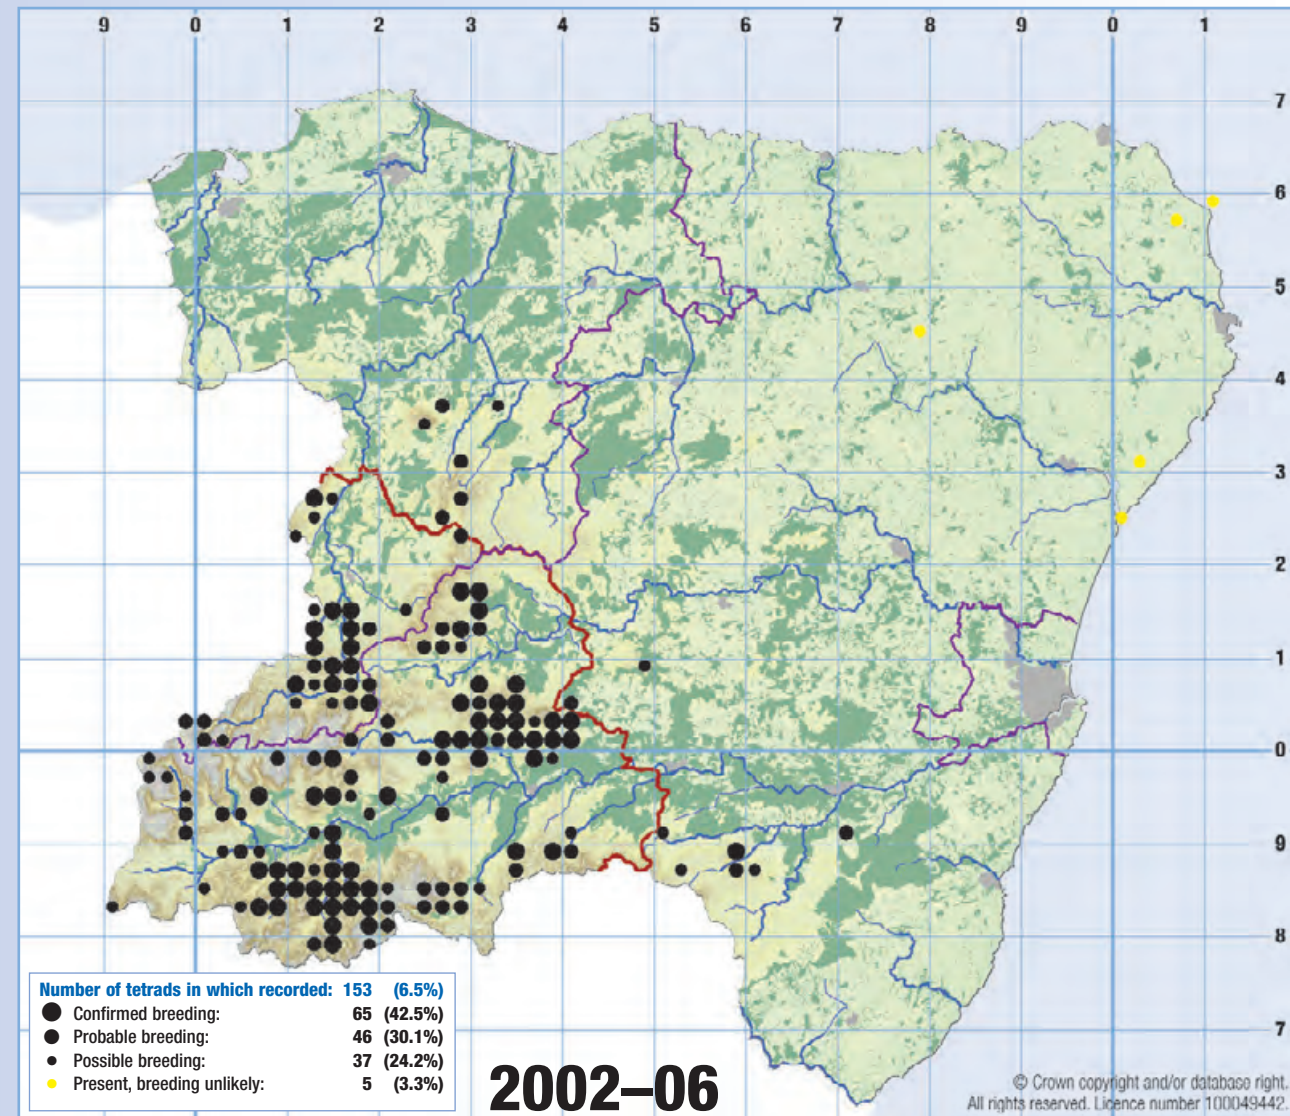 9 0 1 2 3 4 5 6 7 8 9 0 1
7
6
5
4
3
2
1
0
9
8
7
Number of tetrads in which recorded: 153 (6.5%)
Confirmed breeding: 65 (42.5%)
Probable breeding: 46 (30.1%)
Possible breeding: 37 (24.2%)
Present, breeding unlikely: 5 (3.3%)
2002–06
© Crown copyright and/or database right.
All rights reserved. Licence number 100049442.